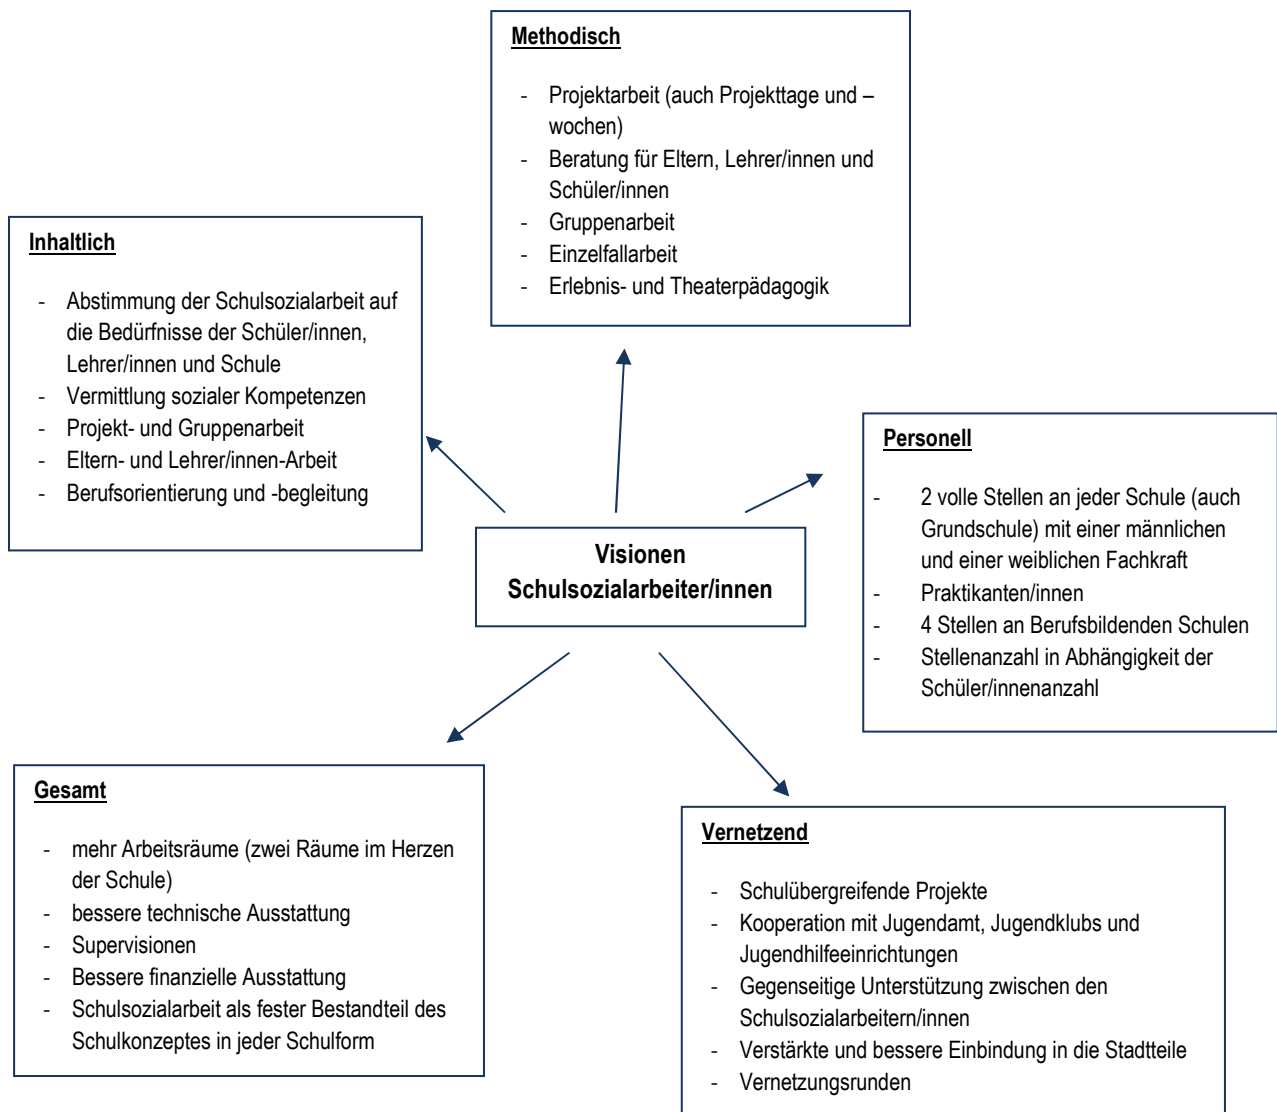 Methodisch
- Projektarbeit (auch Projekttage und –
wochen)
- Beratung für Eltern, Lehrer/innen und
Schüler/innen
- Gruppenarbeit
- Einzelfallarbeit
- Erlebnis- und Theaterpädagogik
Inhaltlich
- Abstimmung der Schulsozialarbeit auf
die Bedürfnisse der Schüler/innen,
Lehrer/innen und Schule
- Vermittlung sozialer Kompetenzen
- Projekt- und Gruppenarbeit
- Eltern- und Lehrer/innen-Arbeit
- Berufsorientierung und -begleitung
Personell
- 2 volle Stellen an jeder Schule (auch
Grundschule) mit einer männlichen
und einer weiblichen Fachkraft
- Praktikanten/innen
- 4 Stellen an Berufsbildenden Schulen
- Stellenanzahl in Abhängigkeit der
Schüler/innenanzahl
Visionen
Schulsozialarbeiter/innen
Gesamt
- mehr Arbeitsräume (zwei Räume im Herzen
der Schule)
- bessere technische Ausstattung
- Supervisionen
- Bessere finanzielle Ausstattung
- Schulsozialarbeit als fester Bestandteil des
Schulkonzeptes in jeder Schulform
Vernetzend
- Schulübergreifende Projekte
- Kooperation mit Jugendamt, Jugendklubs und
Jugendhilfeeinrichtungen
- Gegenseitige Unterstützung zwischen den
Schulsozialarbeitern/innen
- Verstärkte und bessere Einbindung in die Stadtteile
- Vernetzungsrunden